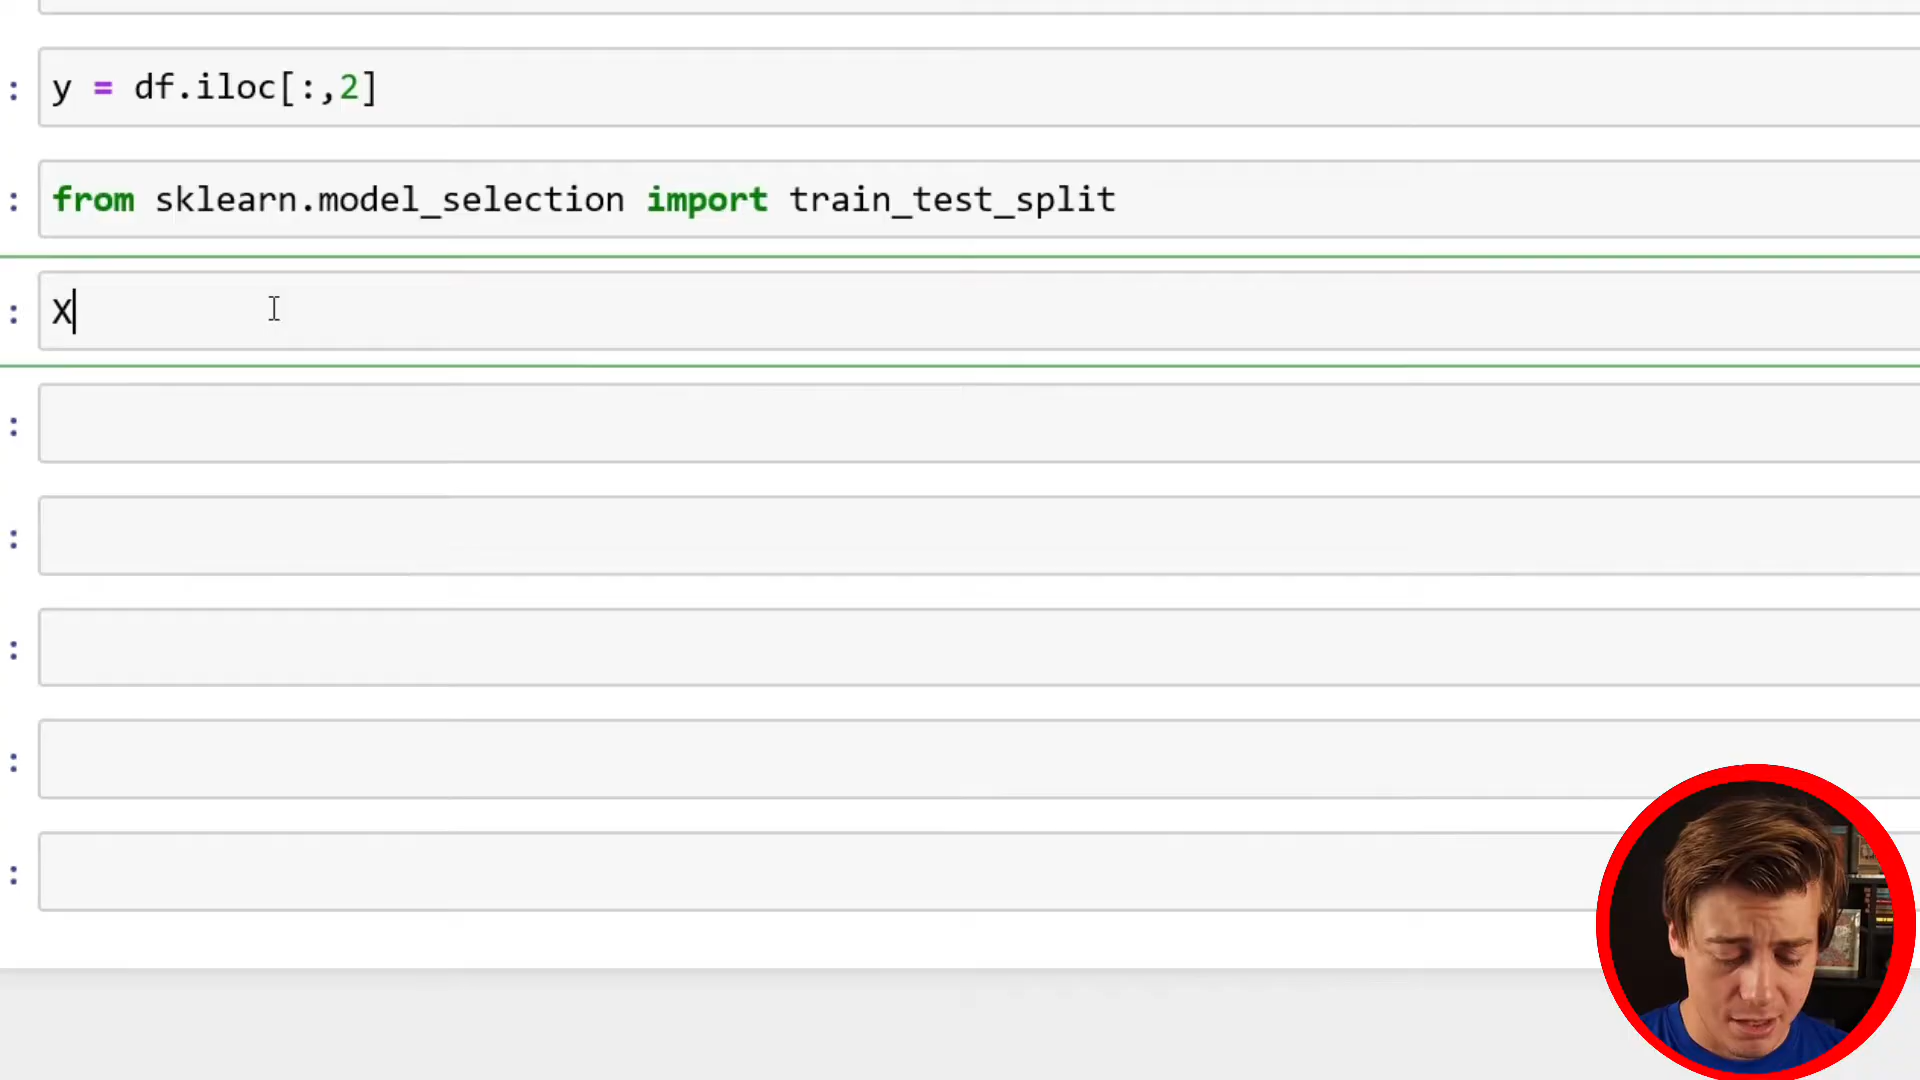 : y = df.iloc[:,2]
: from sklearn.model_selection import train_test_split
: X
:
:
:
:
: